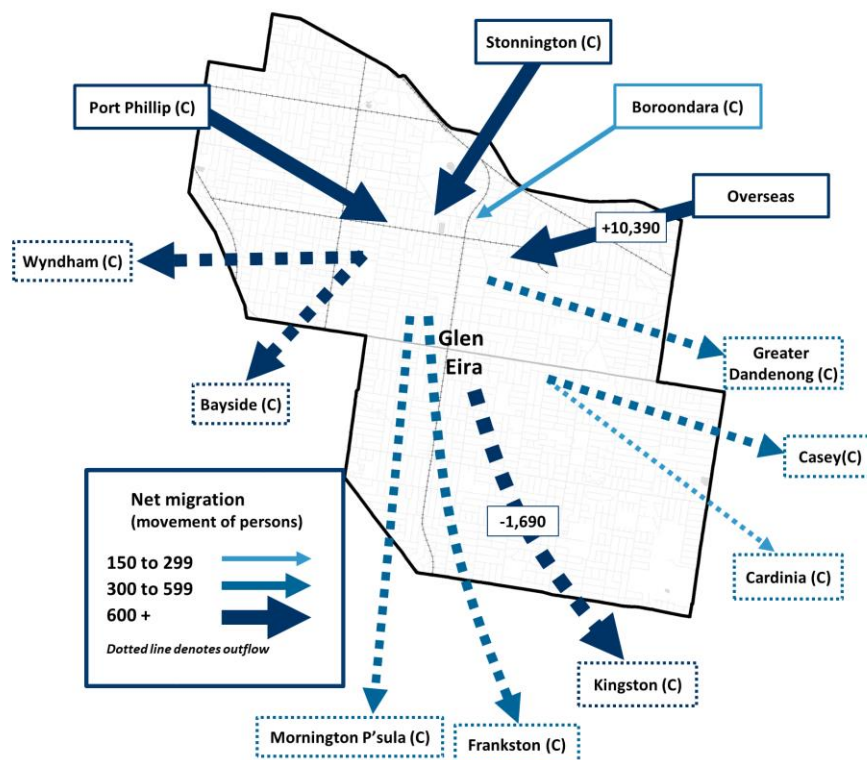 Stonnington (C)
Port Phillip (C)
Boroondara (C)
Overseas
+10,390
Wyndham (C)
Glen
Eira
Greater
Dandenong (C)
Bayside (C)
Casey(C)
Net migration
(movement of persons)
150 to 299
300 to 599
600 +
Dotted line denotes outflow
-1,690
Cardinia (C)
Kingston (C)
Mornington P'sula (C)
Frankston (C)